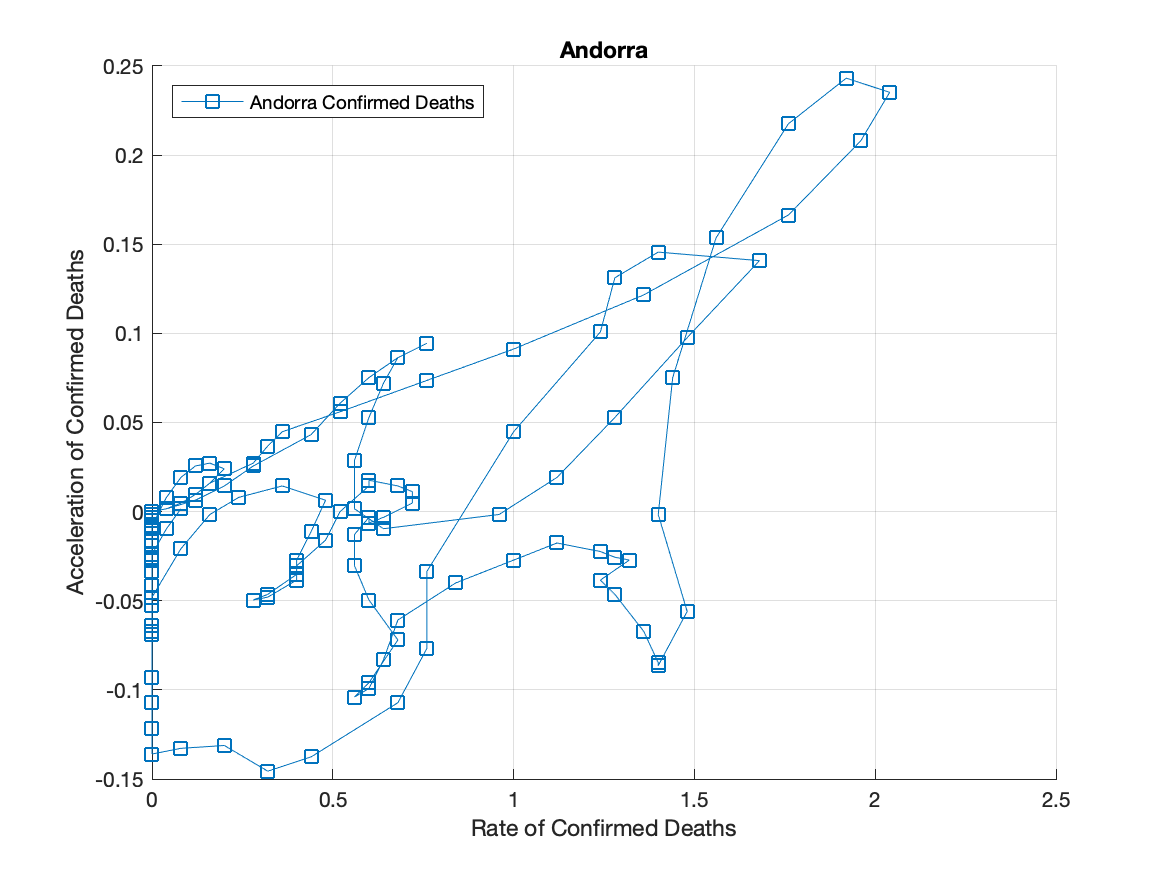 Andorra
Andorra Confirmed Deaths
0.25
0.2
0.15
0.1
0.05
0
-0.05
-0.1
-0.15
Acceleration of Confirmed Deaths
0 0.5 1 1.5 2 2.5
Rate of Confirmed Deaths